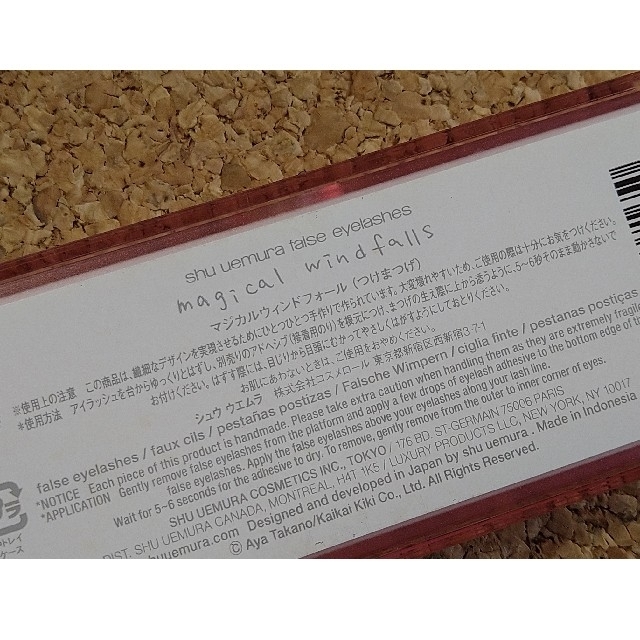 shu uemura false eyelashes
magical windfalls
マジカルウィンドフォール（つけまつげ）
※使用上の注意 この商品は、繊細なデザインを実現させるためにひとつひとつ手作りで作られています。大変壊れやすいため、ご使用の際は十分にお気をつけください。
※使用方法 アイラッシュを台からゆっくりとはずし、別売りのアドヘシブ（接着用のり）を根元につけ、まつげの生え際に上から添うように、5~6秒そのまま動かさないで
お付けください。はずす際には、目じりから目頭にむかってやさしくはがすようにしておとりください。
お肌にあわないときは、ご使用をおやめください。
シュウ ウエムラ 株式会社コスメロール 東京都新宿区西新宿3-7-1
false eyelashes / faux cils / pestañas postizas / Falsche Wimpern / ciglia finte / pestanas postiças
*NOTICE Each piece of this product is handmade. Please take extra caution when handling them as they are extremely fragile
*APPLICATION Gently remove false eyelashes from the platform and apply a few drops of eyelash adhesive to the bottom edge of
false eyelashes. Apply the false eyelashes above your eyelashes along your lash line.
Wait for 5-6 seconds for the adhesive to dry. To remove, gently remove from the outer to inner corner of eyes.
SHU UEMURA COSMETICS INC., TOKYO / 176 RD. ST-GERMAIN 75006 PARIS
DIST. SHU UEMURA CANADA, MONTREAL, H4T 1K5 / LUXURY PRODUCTS LLC, NEW YORK, NY 10017
shuuemura.com Designed and developed in Japan by shu uemura. Made in Indonesia
© Aya Takano/Kaikai Kiki Co., Ltd. All Rights Reserved.
プラ
トレイ
ケース